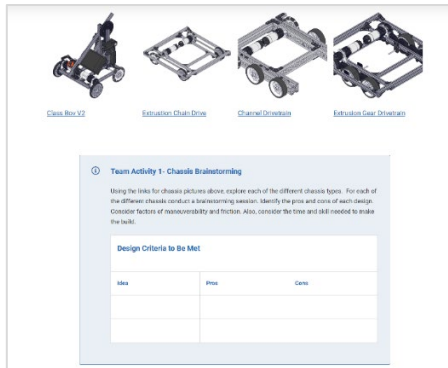 Class Bot V2
Extrustion Chain Drive
Channel Drivetrain
Extrusion Gear Drivetrain
Team Activity 1- Chassis Brainstorming
Using the links for chassis pictures above, explore each of the different chassis types. For each of
the different chassis conduct a brainstorming session. Identify the pros and cons of each design.
Consider factors of maneuverability and friction. Also, consider the time and skill needed to make
the build.
Design Criteria to Be Met
Idea
Pros
Cons